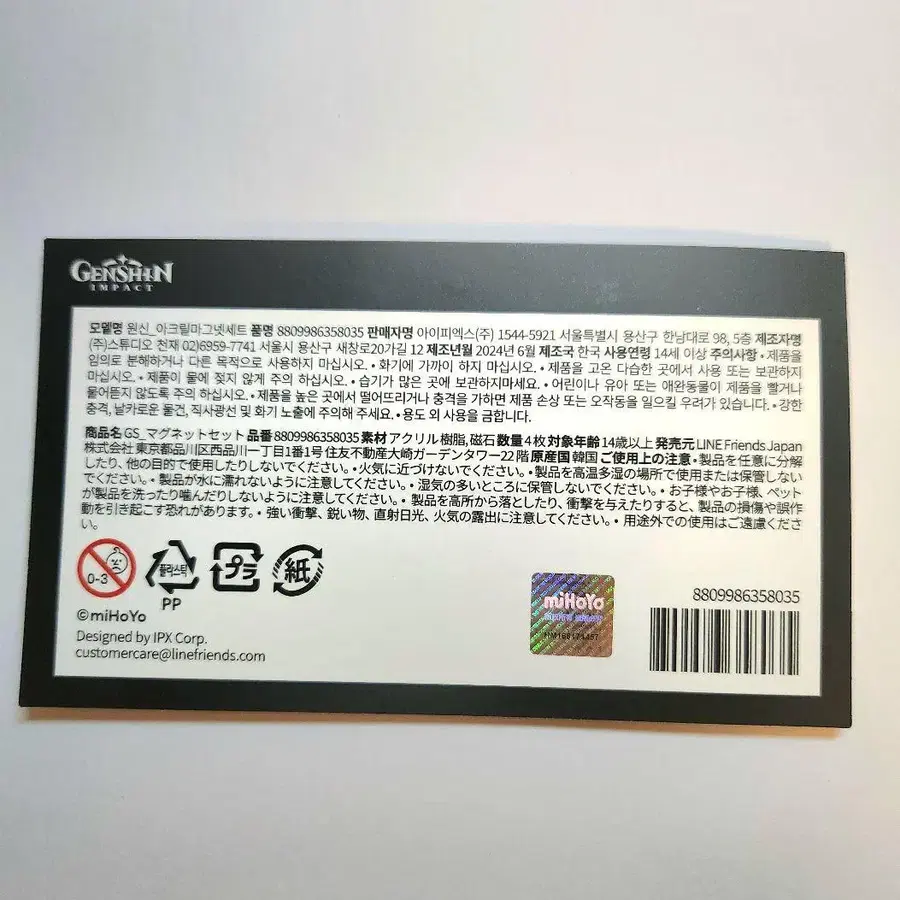 GENSHIN
IMPACT
모델명 원신_아크릴마그넷세트 품명 8809986358035 판매자명 아이피엑스(주) 1544-5921 서울특별시 용산구 한남대로 98, 5층 제조자명
(주)스튜디오 천재 02)6959-7741 서울시 용산구 새창로20가길 12 제조년월 2024년 6월 제조국 한국 사용연령 14세 이상 주의사항 • 제품을
임의로 분해하거나 다른 목적으로 사용하지 마십시오. • 화기에 가까이 하지 마십시오. • 제품을 고온 다습한 곳에서 사용 또는 보관하지
마십시오. • 제품이 물에 젖지 않게 주의 하십시오. • 습기가 많은 곳에 보관하지마세요. • 어린이나 유아 또는 애완동물이 제품을 빨거나
물어뜯지 않도록 주의 하십시오. • 제품을 높은 곳에서 떨어뜨리거나 충격을 가하면 제품 손상 또는 오작동을 일으킬 우려가 있습니다. • 강한
충격, 날카로운 물건, 직사광선 및 화기 노출에 주의해 주세요. • 용도 외 사용을 금합니다.
商品名 GS_マグネットセット 品番 8809986358035 素材 アクリル樹脂, 磁石 数量 4枚 対象年齢 14歳以上 発売元 LINE Friends Japan
株式会社 東京都品川区西品川一丁目1番1号 住友不動産大崎ガーデンタワー22階 原産国 韓国 ご使用上の注意 • 製品を任意に分解
したり、他の目的で使用したりしないでください。 • 火気に近づけないでください。 • 製品を高温多湿の場所で使用または保管しない
でください。 • 製品が水に濡れないように注意してください。 • 湿気の多いところに保管しないでください。 • お子様やお子様、ペット
が製品を洗ったり噛んだりしないように注意してください。 • 製品を高所から落としたり、衝撃を与えたりすると、製品の損傷や誤作
動を引き起こす恐れがあります。 • 強い衝撃、鋭い物、直射日光、火気の露出に注意してください。 • 用途外での使用はご遠慮くださ
い。
0-3
플라스틱
PP
プラ
紙
©miHoYo
Designed by IPX Corp.
customercare@linefriends.com
miHoYo
8809986358035